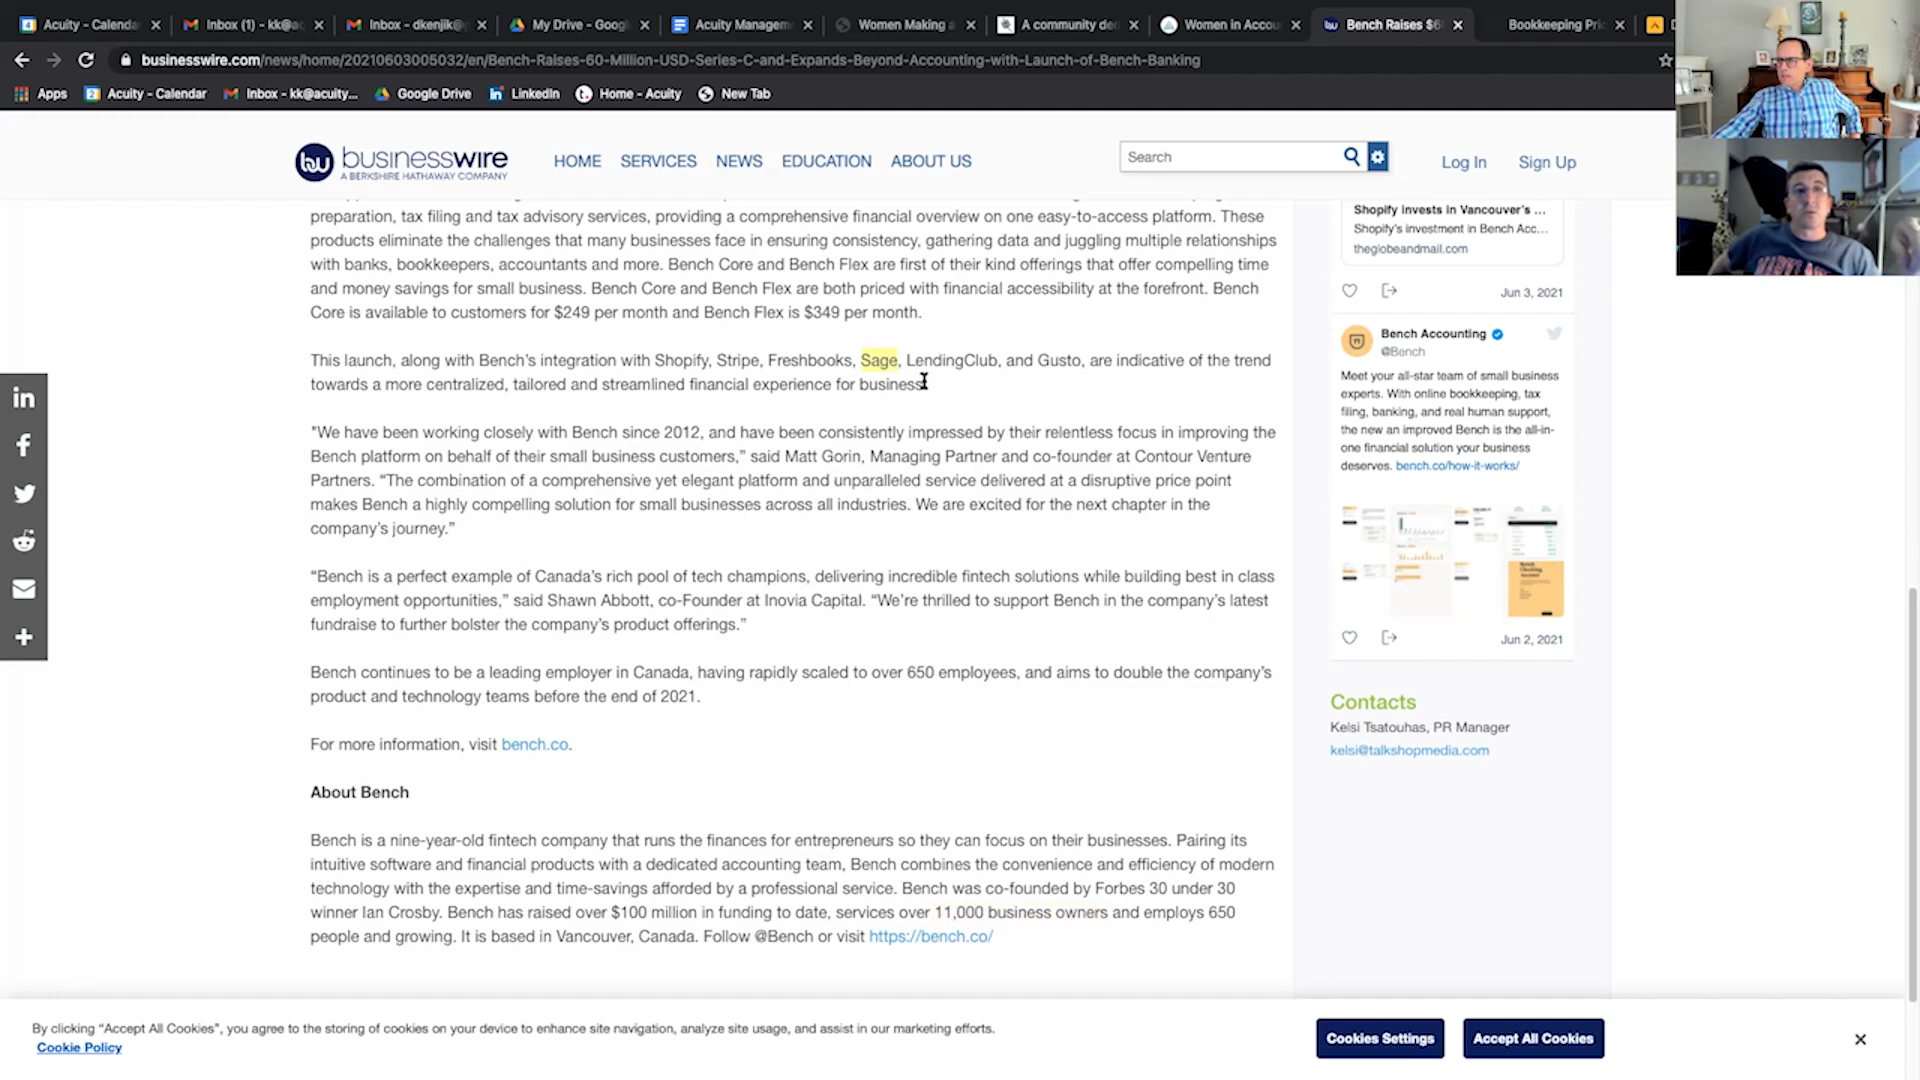 Acuity - Calenda
Inbox (1) - kk@ac
Inbox - dkenjik@
My Drive - Googl
Acuity Managem
Women Making a
A community de
Women in Accou
Bench Raises $6
Bookkeeping Pri
businesswire.com/news/home/20210603005032/en/Bench-Raises-60-Million-USD-Series-C-and-Expands-Beyond-Accounting-with-Launch-of-Bench-Banking
Apps
Acuity - Calendar
Inbox - kk@acuity...
Google Drive
LinkedIn
Home - Acuity
New Tab
bw businesswire
A BERKSHIRE HATHAWAY COMPANY
HOME SERVICES NEWS EDUCATION ABOUT US
Search
Log In Sign Up
preparation, tax filing and tax advisory services, providing a comprehensive financial overview on one easy-to-access platform. These
products eliminate the challenges that many businesses face in ensuring consistency, gathering data and juggling multiple relationships
with banks, bookkeepers, accountants and more. Bench Core and Bench Flex are first of their kind offerings that offer compelling time
and money savings for small business. Bench Core and Bench Flex are both priced with financial accessibility at the forefront. Bench
Core is available to customers for $249 per month and Bench Flex is $349 per month.
This launch, along with Bench's integration with Shopify, Stripe, Freshbooks, Sage, LendingClub, and Gusto, are indicative of the trend
towards a more centralized, tailored and streamlined financial experience for business
"We have been working closely with Bench since 2012, and have been consistently impressed by their relentless focus in improving the
Bench platform on behalf of their small business customers,” said Matt Gorin, Managing Partner and co-founder at Contour Venture
Partners. “The combination of a comprehensive yet elegant platform and unparalleled service delivered at a disruptive price point
makes Bench a highly compelling solution for small businesses across all industries. We are excited for the next chapter in the
company’s journey.”
“Bench is a perfect example of Canada’s rich pool of tech champions, delivering incredible fintech solutions while building best in class
employment opportunities,” said Shawn Abbott, co-Founder at Inovia Capital. “We’re thrilled to support Bench in the company’s latest
fundraise to further bolster the company’s product offerings.”
Bench continues to be a leading employer in Canada, having rapidly scaled to over 650 employees, and aims to double the company’s
product and technology teams before the end of 2021.
For more information, visit bench.co.
About Bench
Bench is a nine-year-old fintech company that runs the finances for entrepreneurs so they can focus on their businesses. Pairing its
intuitive software and financial products with a dedicated accounting team, Bench combines the convenience and efficiency of modern
technology with the expertise and time-savings afforded by a professional service. Bench was co-founded by Forbes 30 under 30
winner Ian Crosby. Bench has raised over $100 million in funding to date, services over 11,000 business owners and employs 650
people and growing. It is based in Vancouver, Canada. Follow @Bench or visit https://bench.co/
Shopify invests in Vancouver’s ...
Shopify’s investment in Bench Acc...
theglobeandmail.com
Jun 3, 2021
Bench Accounting
@Bench
Meet your all-star team of small business
experts. With online bookkeeping, tax
filing, banking, and real human support,
the new an improved Bench is the all-in-
one financial solution your business
deserves. bench.co/how-it-works/
Jun 2, 2021
Contacts
Kelsi Tsatouhas, PR Manager
kelsi@talkshopmedia.com
By clicking “Accept All Cookies”, you agree to the storing of cookies on your device to enhance site navigation, analyze site usage, and assist in our marketing efforts.
Cookie Policy
Cookies Settings
Accept All Cookies